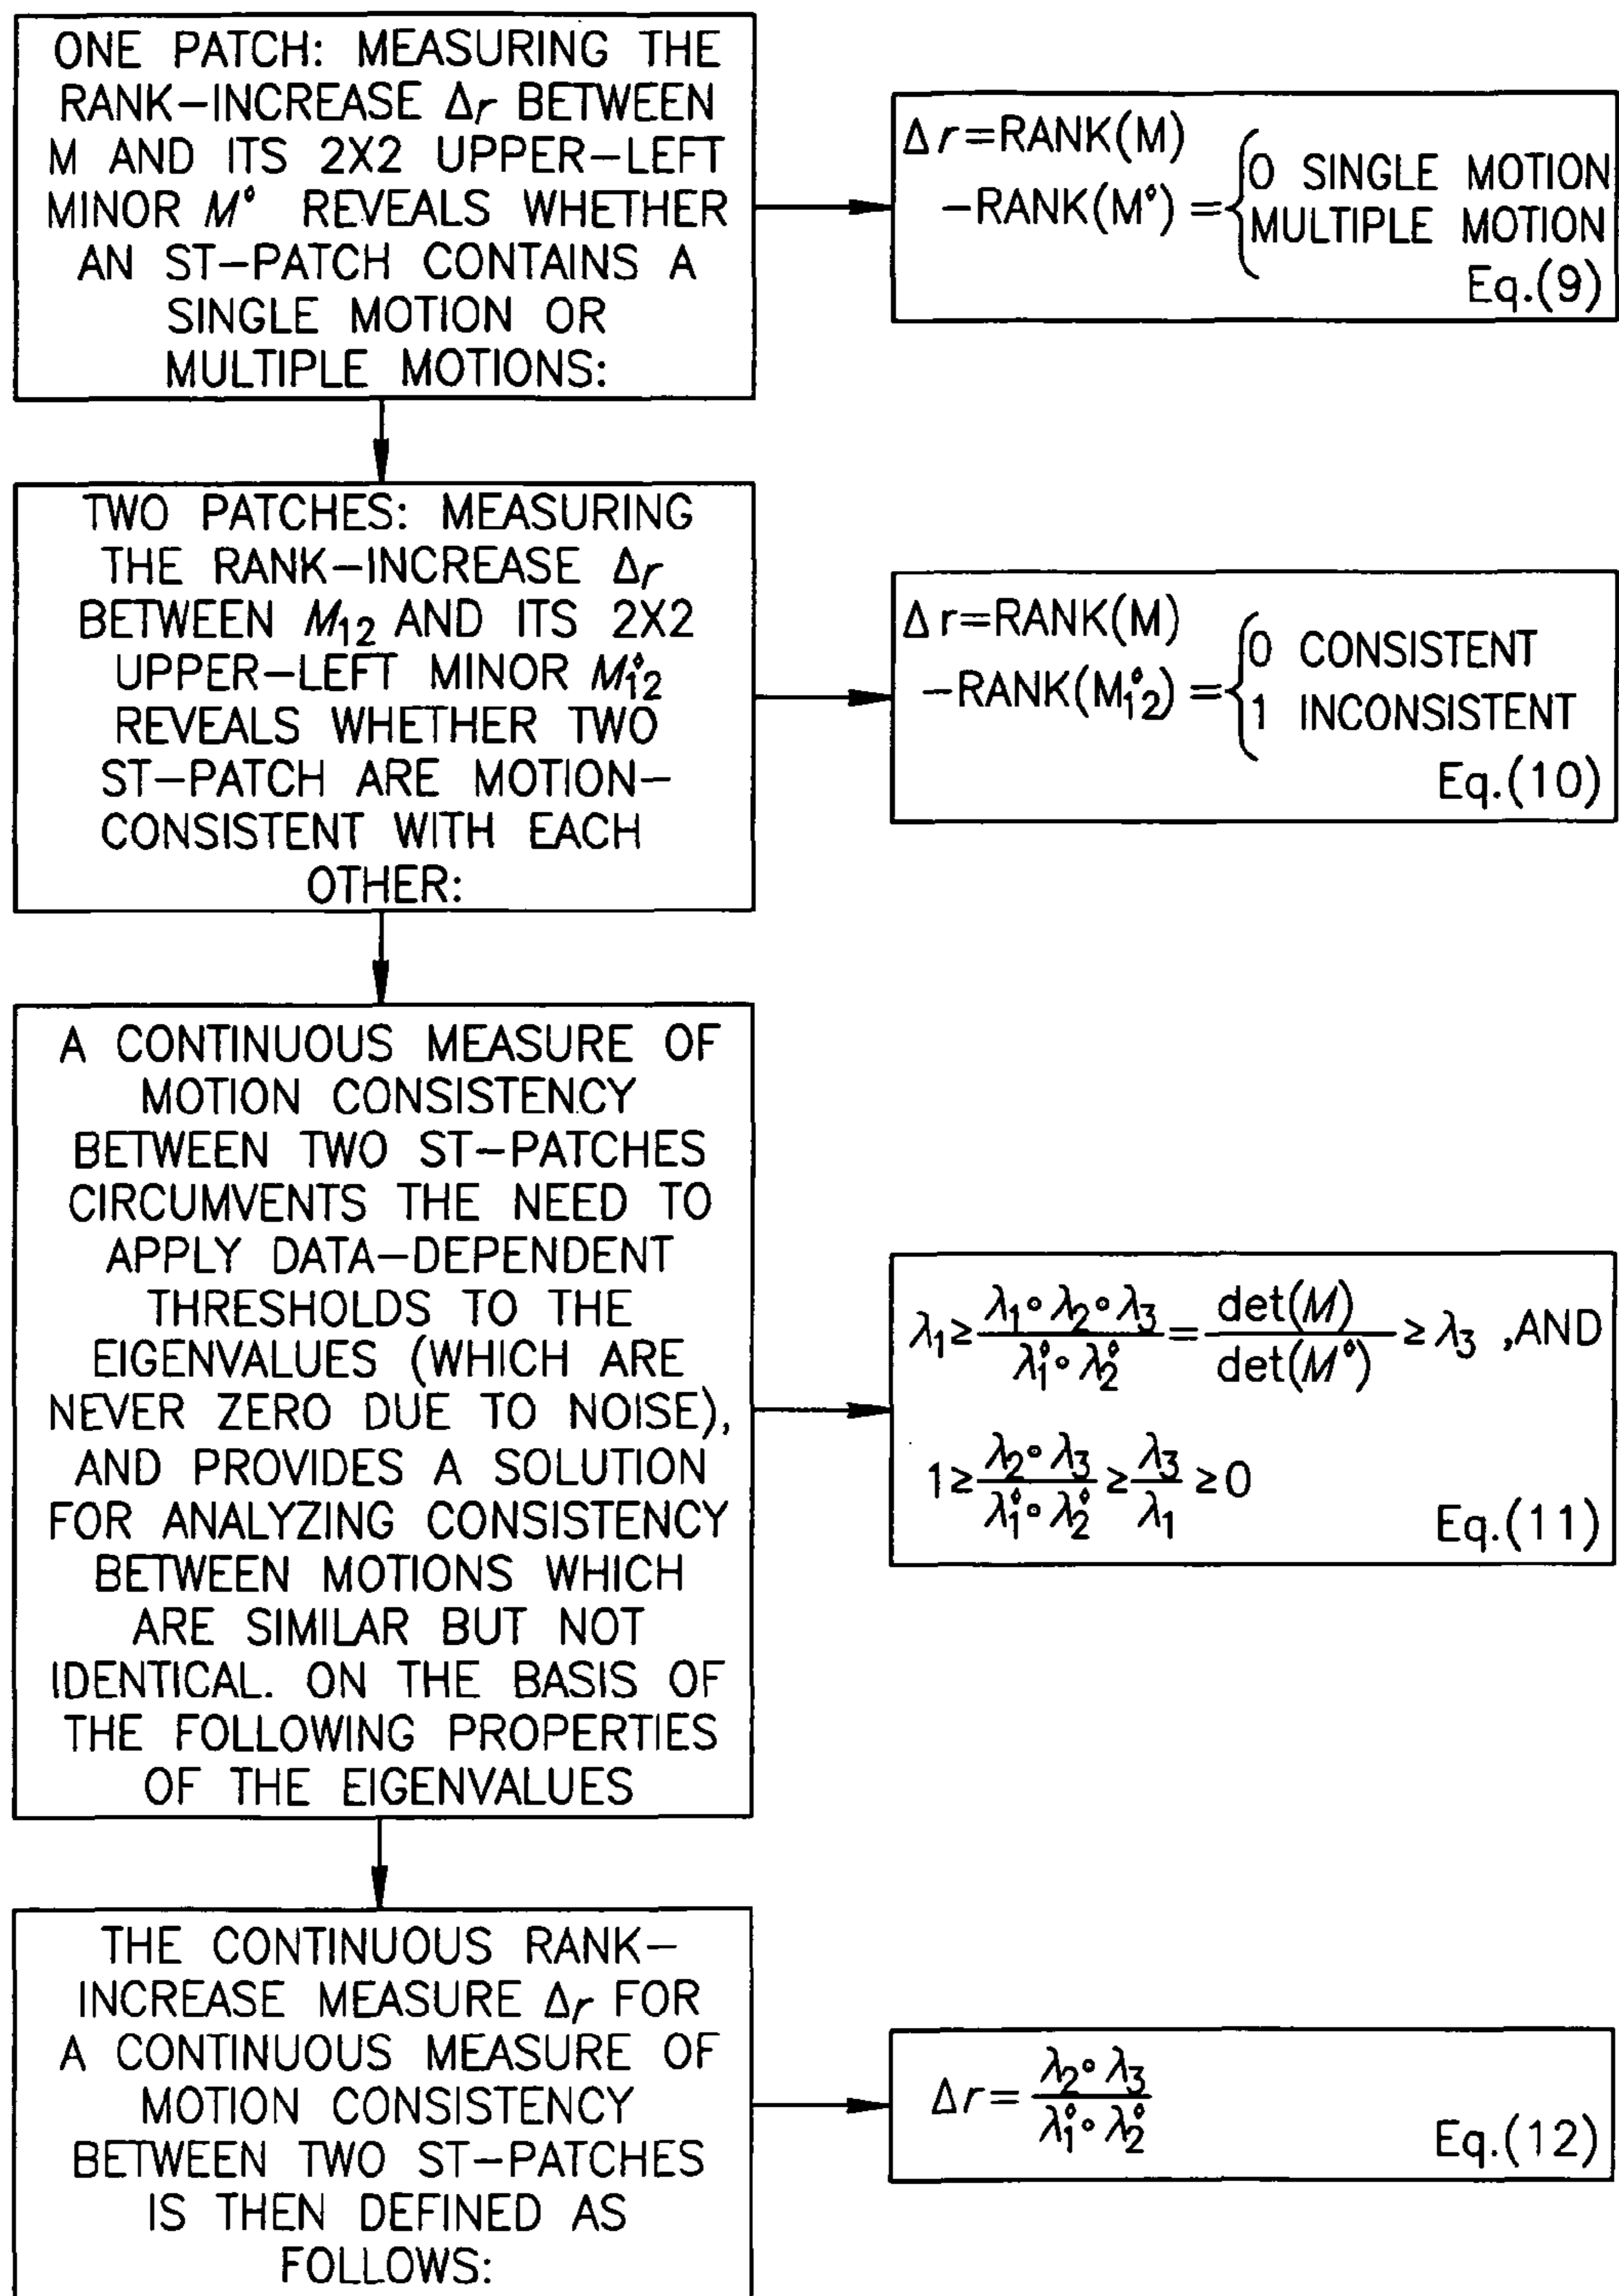 ONE PATCH: MEASURING THE
RANK-INCREASE Δr BETWEEN
M AND ITS 2X2 UPPER-LEFT
MINOR M° REVEALS WHETHER
AN ST-PATCH CONTAINS A
SINGLE MOTION OR
MULTIPLE MOTIONS:
Δr=RANK(M)
-RANK(M°) = { 0 SINGLE MOTION
MULTIPLE MOTION
Eq.(9)
TWO PATCHES: MEASURING
THE RANK-INCREASE Δr
BETWEEN M₁₂ AND ITS 2X2
UPPER-LEFT MINOR M°₁₂
REVEALS WHETHER TWO
ST-PATCH ARE MOTION-
CONSISTENT WITH EACH
OTHER:
Δr=RANK(M)
-RANK(M°₁₂) = { 0 CONSISTENT
1 INCONSISTENT
Eq.(10)
A CONTINUOUS MEASURE OF
MOTION CONSISTENCY
BETWEEN TWO ST-PATCHES
CIRCUMVENTS THE NEED TO
APPLY DATA-DEPENDENT
THRESHOLDS TO THE
EIGENVALUES (WHICH ARE
NEVER ZERO DUE TO NOISE),
AND PROVIDES A SOLUTION
FOR ANALYZING CONSISTENCY
BETWEEN MOTIONS WHICH
ARE SIMILAR BUT NOT
IDENTICAL. ON THE BASIS OF
THE FOLLOWING PROPERTIES
OF THE EIGENVALUES
λ₁ ≥ (λ₁∘λ₂∘λ₃)/(λ°₁∘λ°₂) = det(M)/det(M°) ≥ λ₃ ,AND
1 ≥ (λ₂∘λ₃)/(λ°₁∘λ°₂) ≥ λ₃/λ₁ ≥ 0
Eq.(11)
THE CONTINUOUS RANK-
INCREASE MEASURE Δr FOR
A CONTINUOUS MEASURE OF
MOTION CONSISTENCY
BETWEEN TWO ST-PATCHES
IS THEN DEFINED AS
FOLLOWS:
Δr = (λ₂∘λ₃)/(λ°₁∘λ°₂)
Eq.(12)